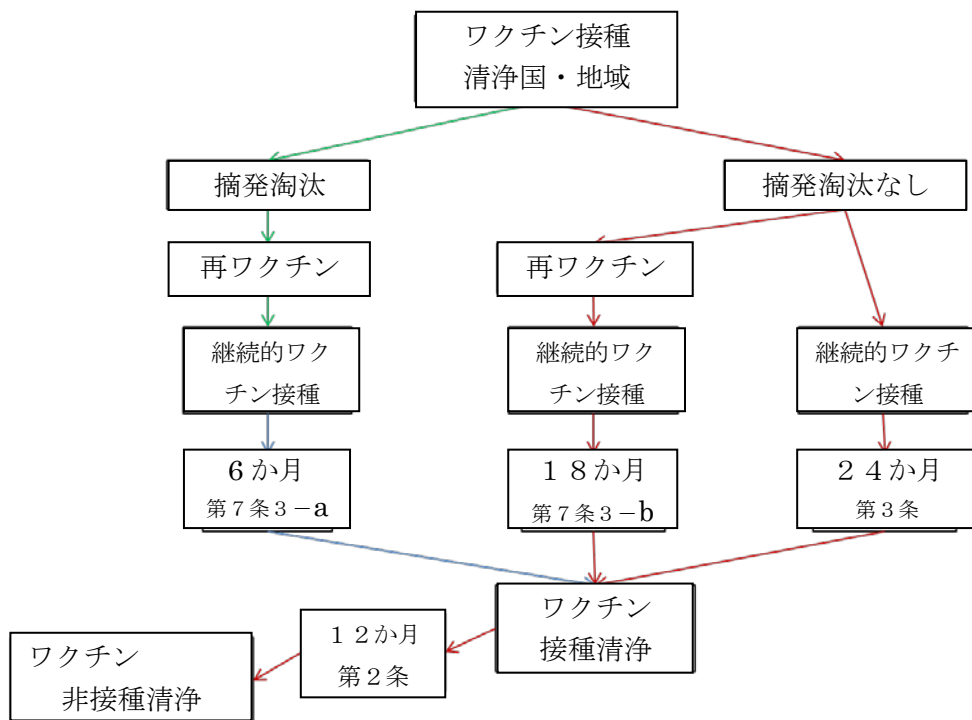 ワクチン接種
清浄国・地域
摘発淘汰
摘発淘汰なし
再ワクチン
再ワクチン
継続的ワク
チン接種
継続的ワク
チン接種
継続的ワクチ
ン接種
６か月
第７条３－a
１８か月
第７条３－b
２４か月
第３条
ワクチン
接種清浄
１２か月
第２条
ワクチン
非接種清浄